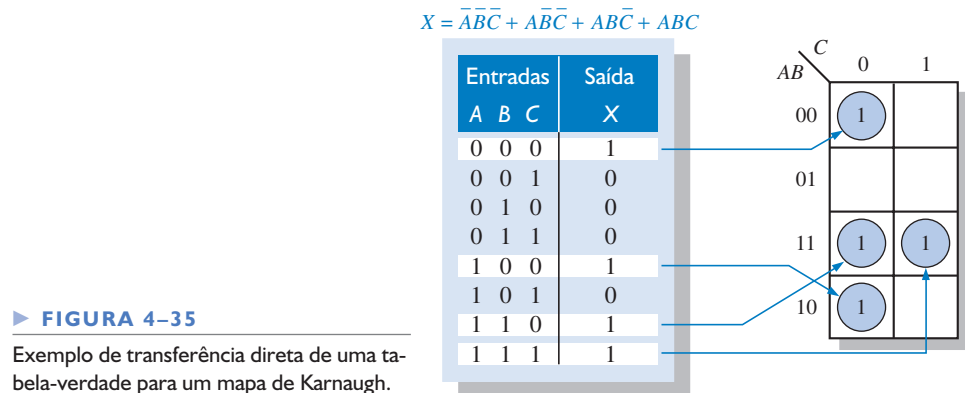 X = A̅B̅C̅ + AB̅C̅ + ABC̅ + ABC
Entradas Saída
A B C X
0 0 0 1
0 0 1 0
0 1 0 0
0 1 1 0
1 0 0 1
1 0 1 0
1 1 0 1
1 1 1 1
C
AB 0 1
00 1
01
11 1 1
10 1
▶ FIGURA 4–35
Exemplo de transferência direta de uma ta-
bela-verdade para um mapa de Karnaugh.